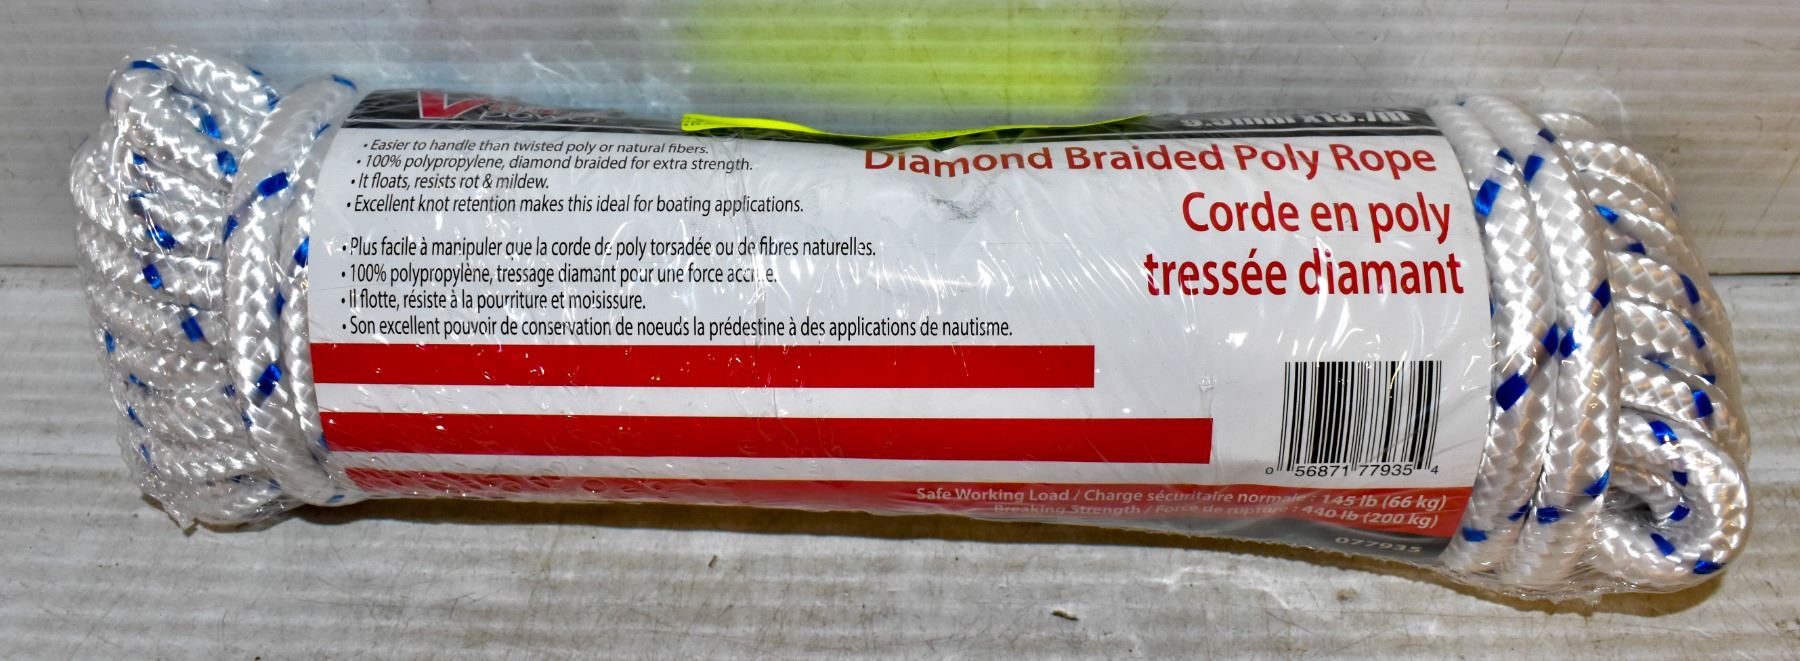 • Easier to handle than twisted poly or natural fibers.
• 100% polypropylene, diamond braided for extra strength.
• It floats, resists rot & mildew.
• Excellent knot retention makes this ideal for boating applications.
• Plus facile à manipuler que la corde de poly torsadée ou de fibres naturelles.
• 100% polypropylène, tressage diamant pour une force accrue.
• Il flotte, résiste à la pourriture et moisissure.
• Son excellent pouvoir de conservation de noeuds la prédestine à des applications de nautisme.
Diamond Braided Poly Rope
Corde en poly
tressée diamant
0 56871 77935 4
Safe Working Load / Charge sécuritaire normale : 145 lb (66 kg)
Breaking Strength / Force de rupture : 440 lb (200 kg)
077935